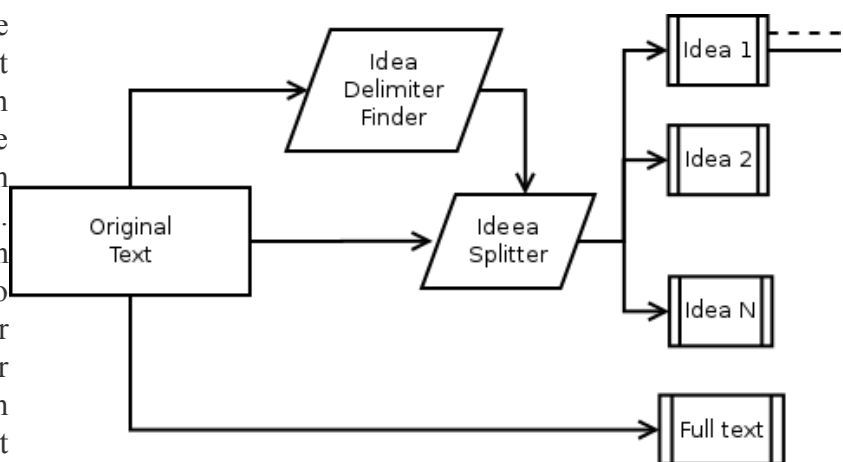 Idea
Delimiter
Finder
Idea 1
Idea 2
Original
Text
Ideea
Splitter
Idea N
Full text